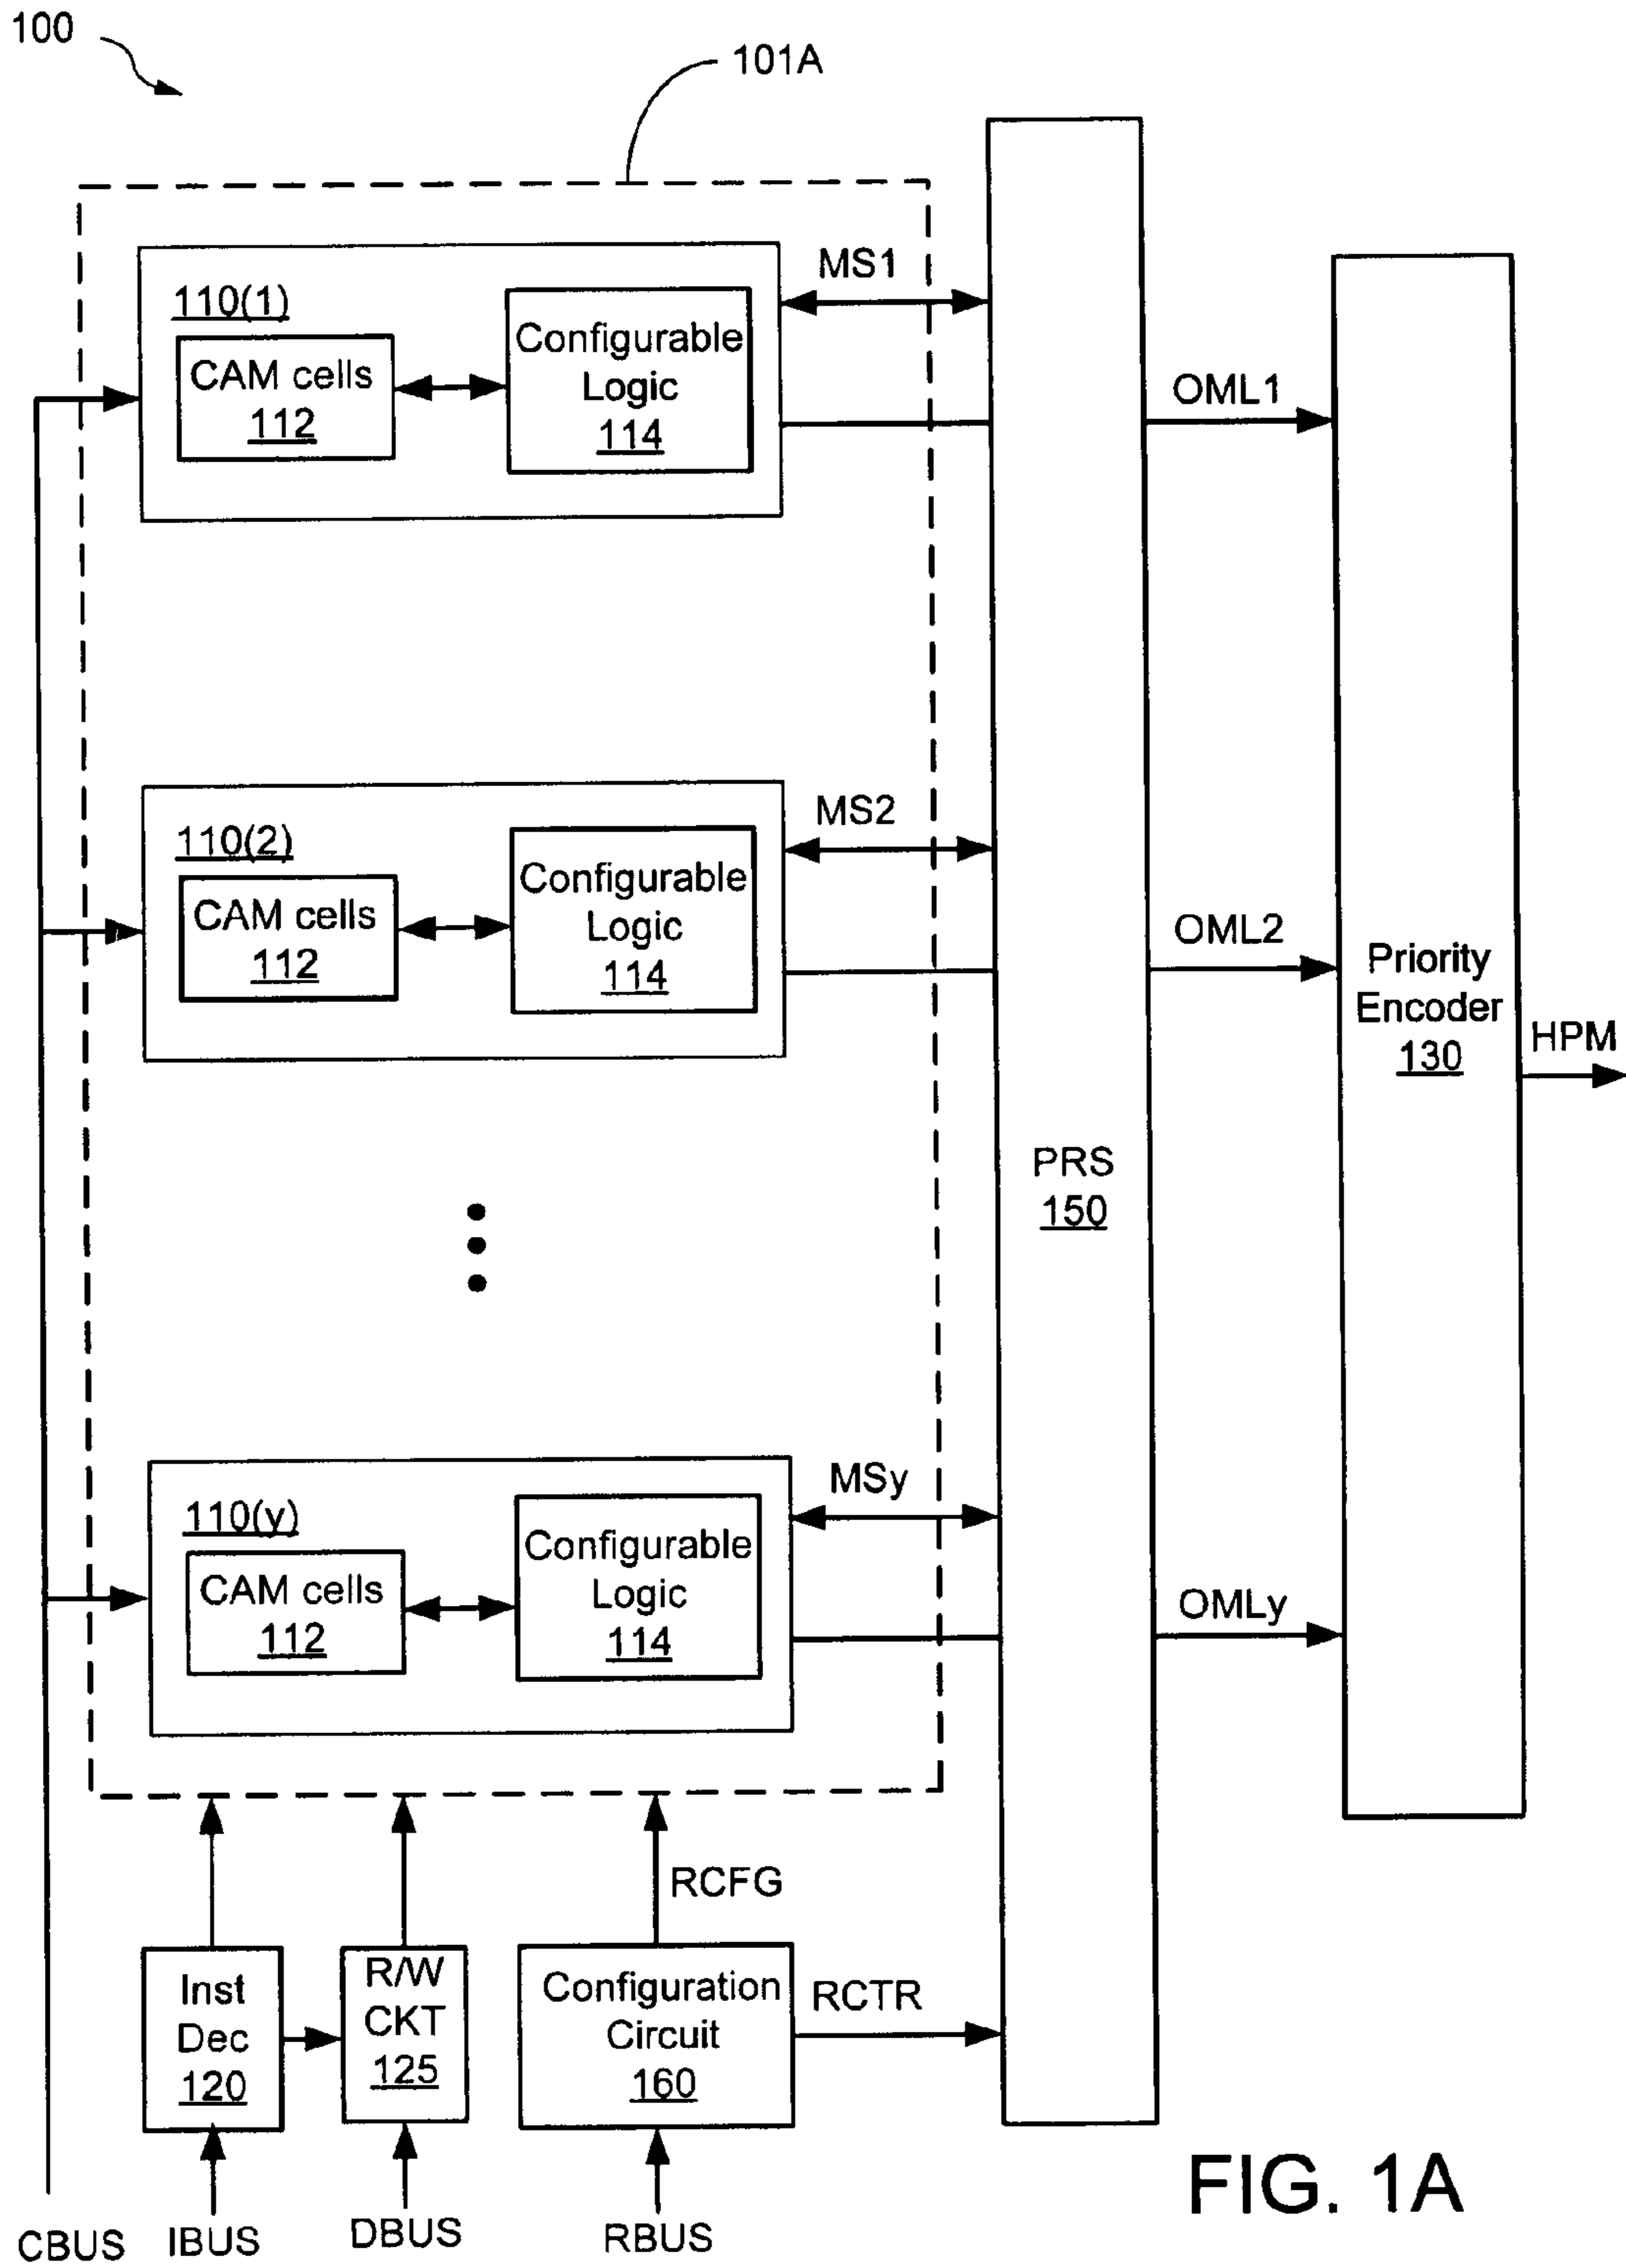 100
101A
110(1)
CAM cells
112
Configurable
Logic
114
MS1
OML1
110(2)
CAM cells
112
Configurable
Logic
114
MS2
OML2
Priority
Encoder
130
HPM
PRS
150
110(y)
CAM cells
112
Configurable
Logic
114
MSy
OMLy
RCFG
Inst
Dec
120
R/W
CKT
125
Configuration
Circuit
160
RCTR
CBUS
IBUS
DBUS
RBUS
FIG. 1A